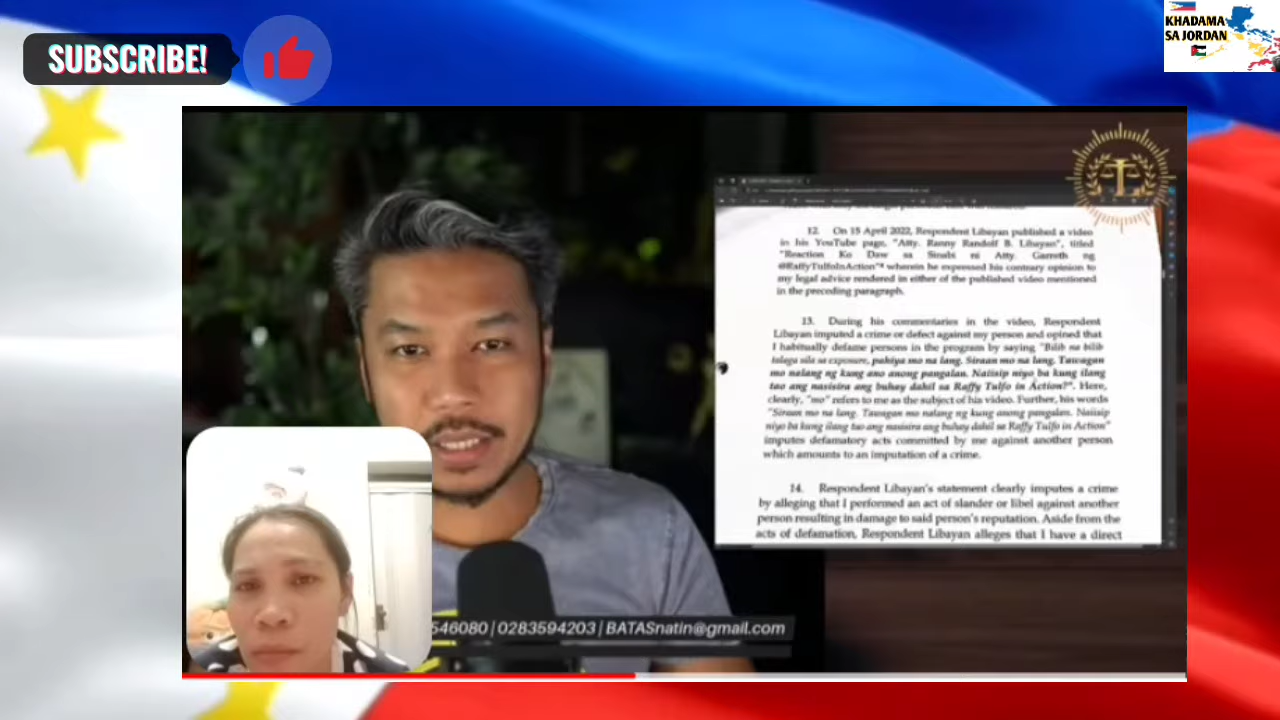 SUBSCRIBE!
KHADAMA
SA JORDAN
12. On 15 April 2022, Respondent Libayan published a video
in his YouTube page, "Atty. Ranny Randolf B. Libayan", titled
"Reaction Ko Daw sa Sinabi ni Atty. Gareth ng
@RaffyTulfoInAction" wherein he expressed his contrary opinion to
my legal advice rendered in either of the published video mentioned
in the preceding paragraph.
13. During his commentaries in the video, Respondent
Libayan imputed a crime or defect against my person and opined that
I habitually defame persons in the program by saying "Bilib na bilib
talaga sila sa exposure, pahiya mo na lang. Siraan mo na lang. Tawagan
mo nalang ng kung ano anong pangalan. Naiisip niyo ba kung ilang
tao ang nasisira ang buhay dahil sa Raffy Tulfo in Action?". Here,
clearly, "mo" refers to me as the subject of his video. Further, his words
"Siraan mo na lang. Tawagan mo nalang ng kung anong pangalan. Naiisip
niyo ba kung ilang tao ang nasisira ang buhay dahil sa Raffy Tulfo in Action"
imputes defamatory acts committed by me against another person
which amounts to an imputation of a crime.
14. Respondent Libayan's statement clearly imputes a crime
by alleging that I performed an act of slander or libel against another
person resulting in damage to said person's reputation. Aside from the
acts of defamation, Respondent Libayan alleges that I have a direct
546080 | 0283594203 | BATASnatin@gmail.com